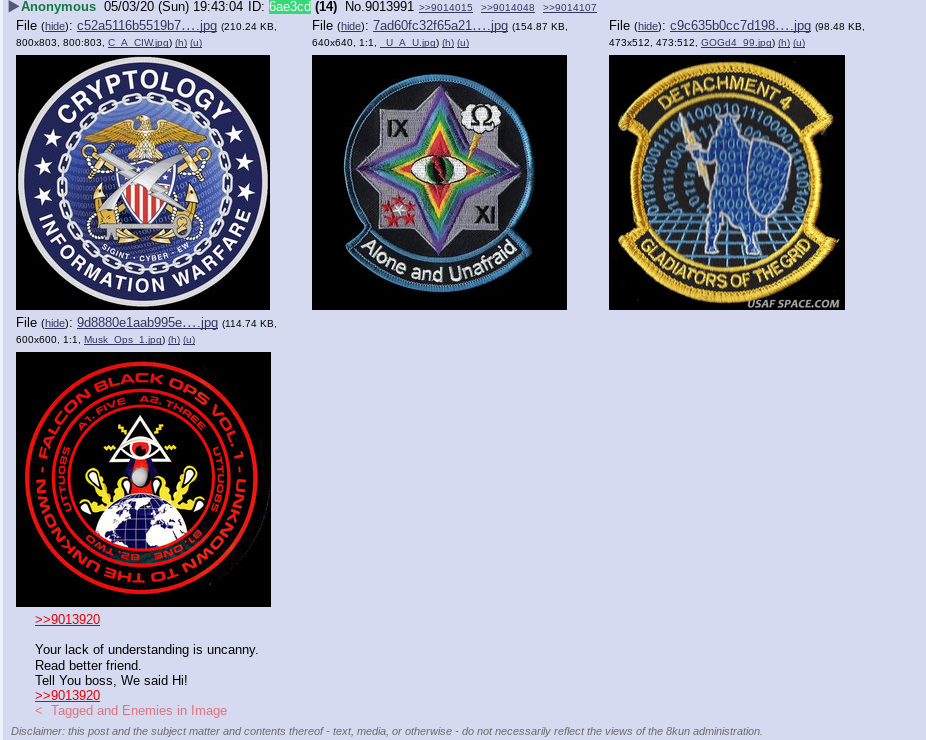 Anonymous 05/03/20 (Sun) 19:43:04 ID: 6ae3cd (14) No.9013991 >>9014015 >>9014048 >>9014107
File (hide): c52a5116b5519b7….jpg (210.24 KB, 800x803, 800:803, C_A_CIW.jpg) (h) (u)
CRYPTOLOGY
SIGINT · CYBER · EW
INFORMATION WARFARE
File (hide): 7ad60fc32f65a21….jpg (154.87 KB, 640x640, 1:1, _U_A_U.jpg) (h) (u)
Ω
IX
XI
Alone and Unafraid
File (hide): c9c635b0cc7d198….jpg (98.48 KB, 473x512, 473:512, GOGd4_99.jpg) (h) (u)
DETACHMENT 4
GLADIATORS OF THE GRID
USAF SPACE.COM
File (hide): 9d8880e1aab995e….jpg (114.74 KB, 600x600, 1:1, Musk_Ops_1.jpg) (h) (u)
FALCON BLACK OPS VOL. 1 - UNKNOWN TO THE UNKNOWN -
A1. FIVE A2. THREE
UTTU085
UTTU085
B1. ONE B2. TWO
>>9013920
Your lack of understanding is uncanny.
Read better friend.
Tell You boss, We said Hi!
>>9013920
< Tagged and Enemies in Image
Disclaimer: this post and the subject matter and contents thereof - text, media, or otherwise - do not necessarily reflect the views of the 8kun administration.